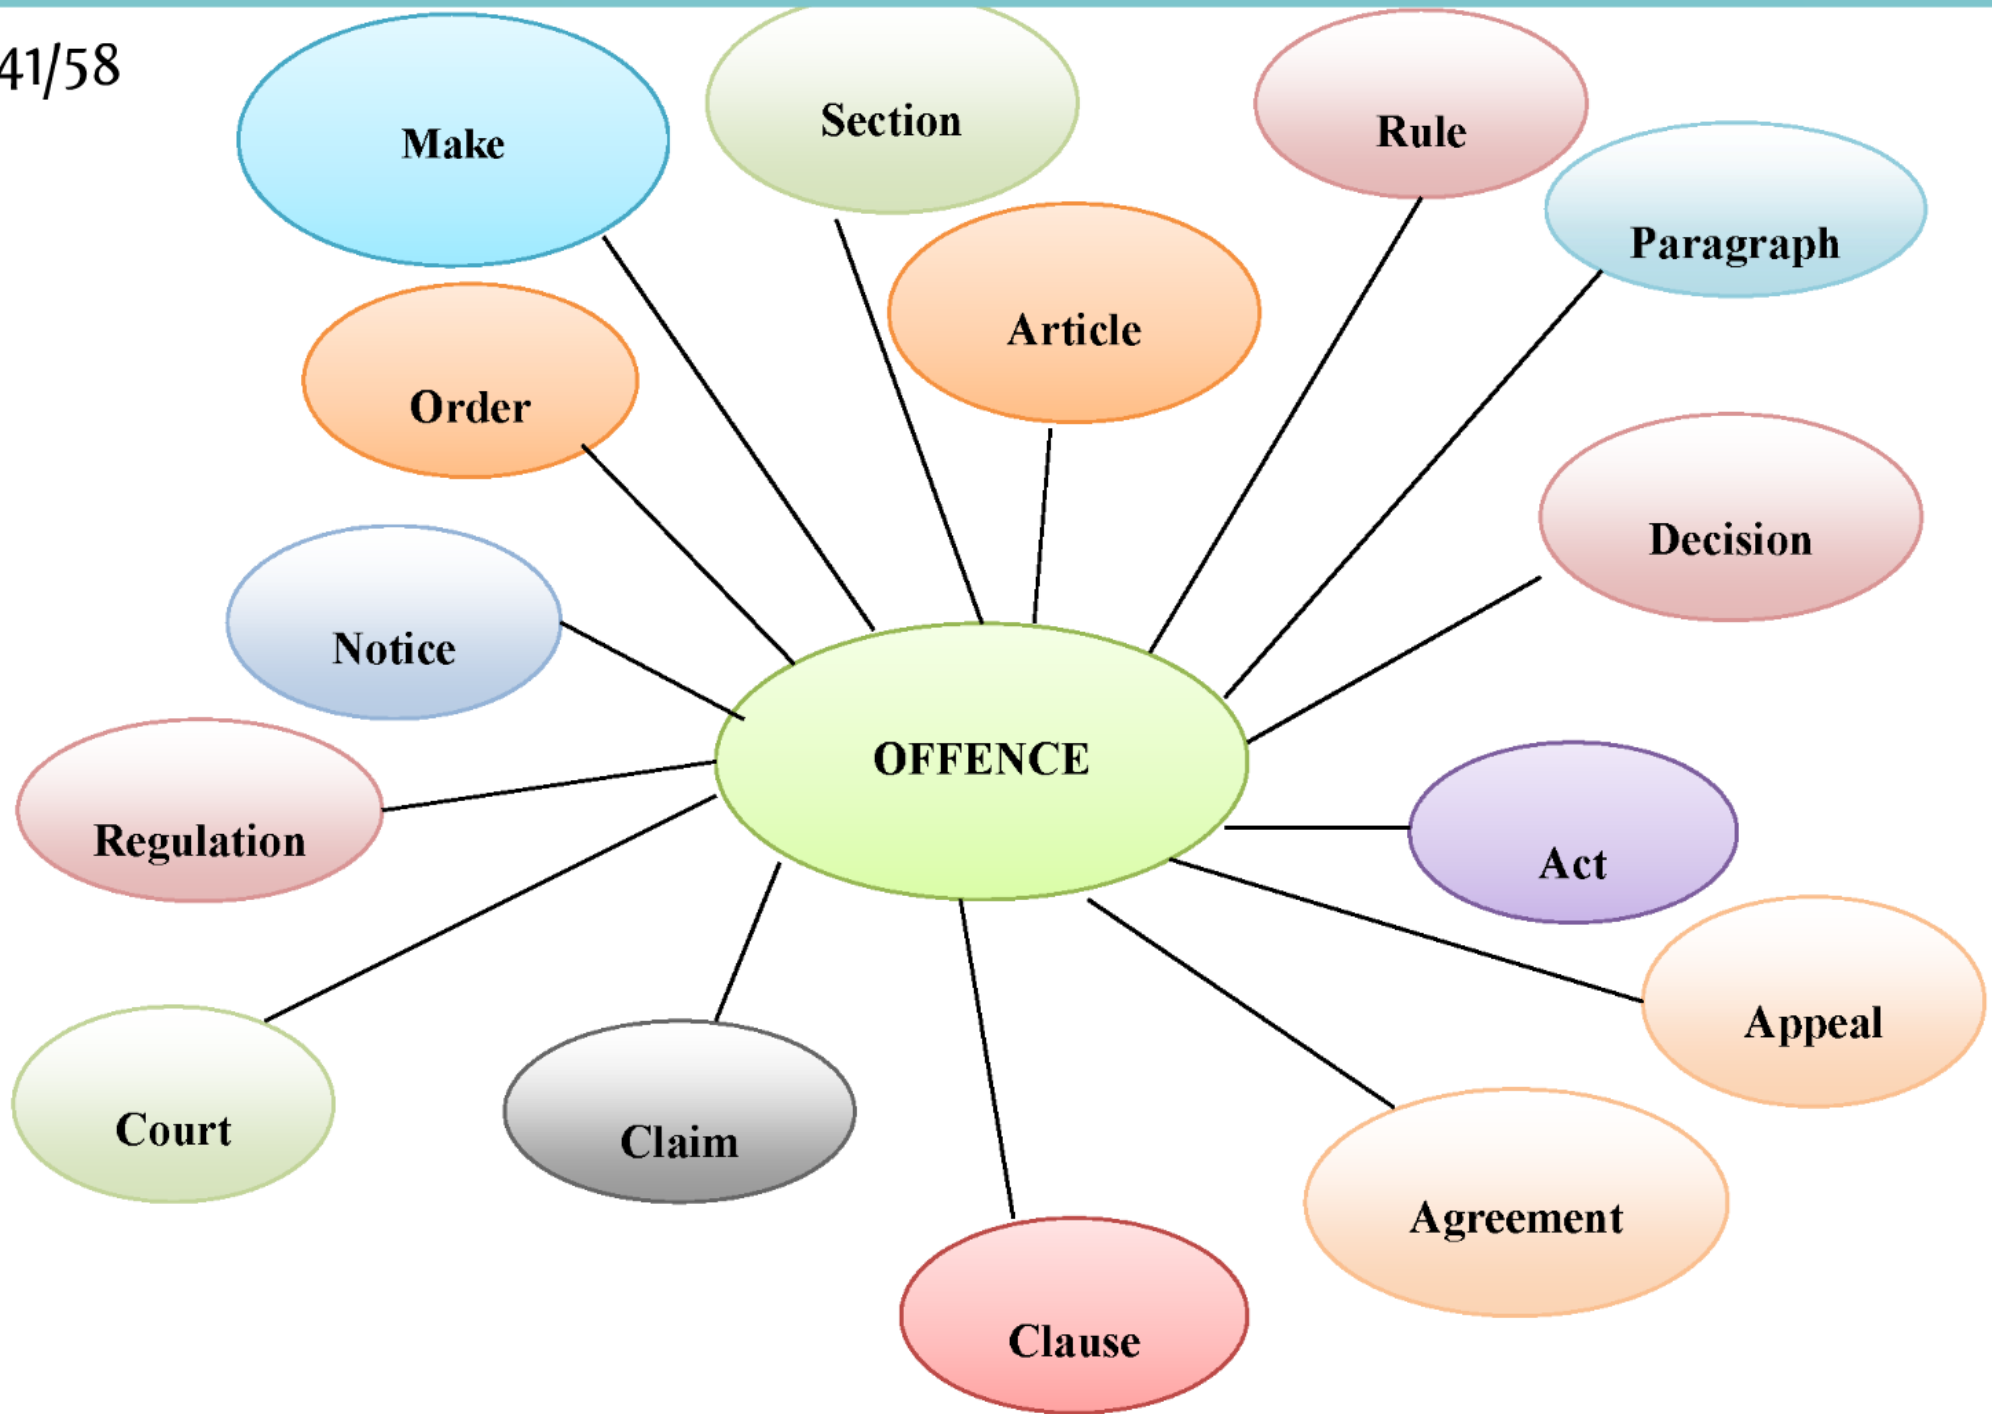 41/58
Make
Section
Rule
Paragraph
Article
Order
Decision
Notice
OFFENCE
Regulation
Act
Appeal
Court
Claim
Agreement
Clause